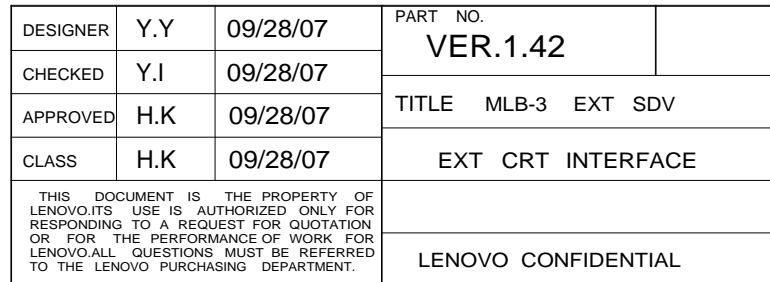 DESIGNER Y.Y 09/28/07
CHECKED Y.I 09/28/07
APPROVED H.K 09/28/07
CLASS H.K 09/28/07
THIS DOCUMENT IS THE PROPERTY OF
LENOVO.ITS USE IS AUTHORIZED ONLY FOR
RESPONDING TO A REQUEST FOR QUOTATION
OR FOR THE PERFORMANCE OF WORK FOR
LENOVO.ALL QUESTIONS MUST BE REFERRED
TO THE LENOVO PURCHASING DEPARTMENT.
PART NO.
VER.1.42
TITLE MLB-3 EXT SDV
EXT CRT INTERFACE
LENOVO CONFIDENTIAL